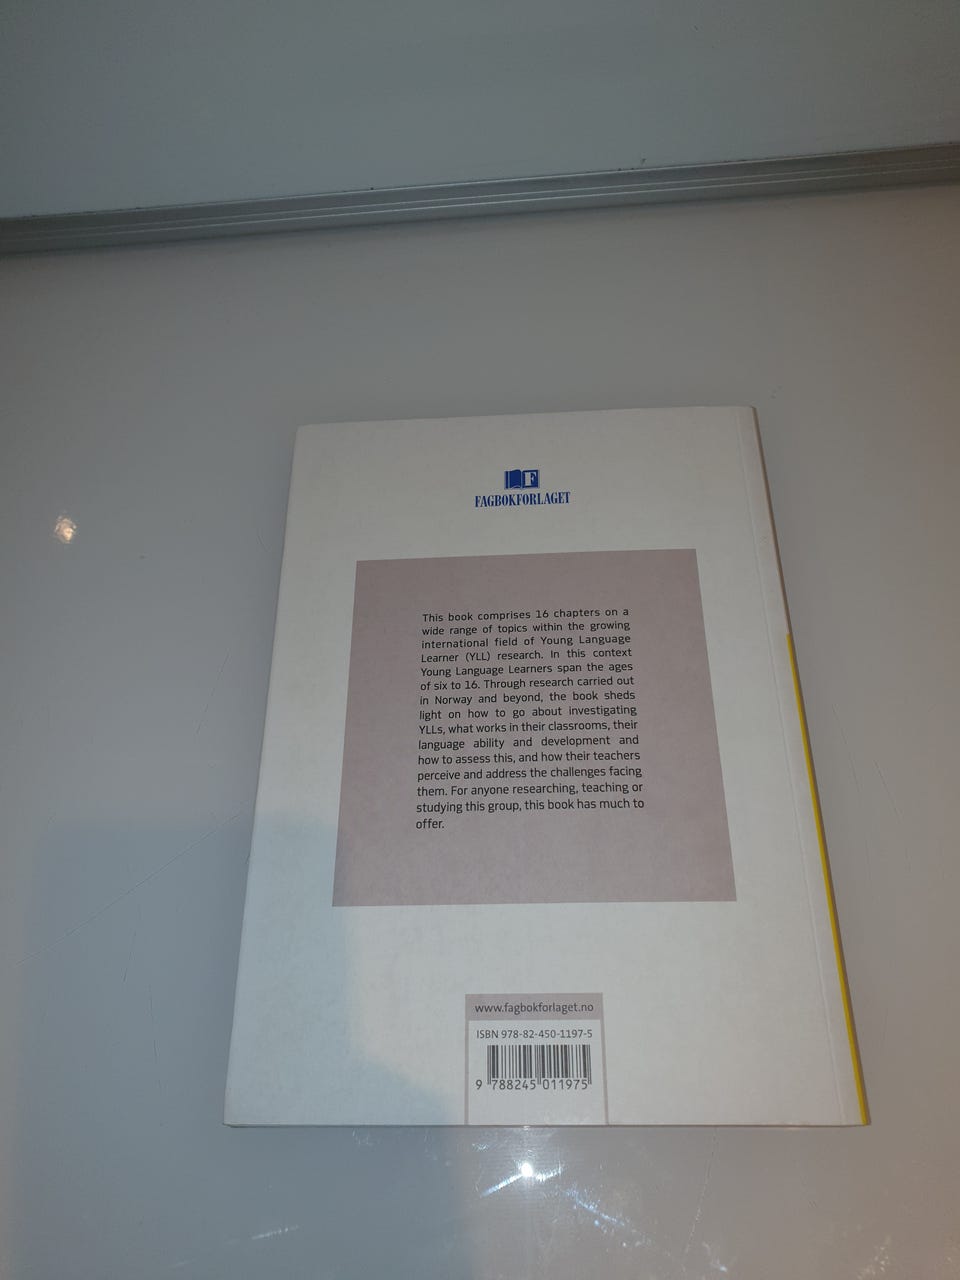 F
FAGBOKFORLAGET
This book comprises 16 chapters on a
wide range of topics within the growing
international field of Young Language
Learner (YLL) research. In this context
Young Language Learners span the ages
of six to 16. Through research carried out
in Norway and beyond, the book sheds
light on how to go about investigating
YLLs, what works in their classrooms, their
language ability and development and
how to assess this, and how their teachers
perceive and address the challenges facing
them. For anyone researching, teaching or
studying this group, this book has much to
offer.
www.fagbokforlaget.no
ISBN 978-82-450-1197-5
9 788245 011975